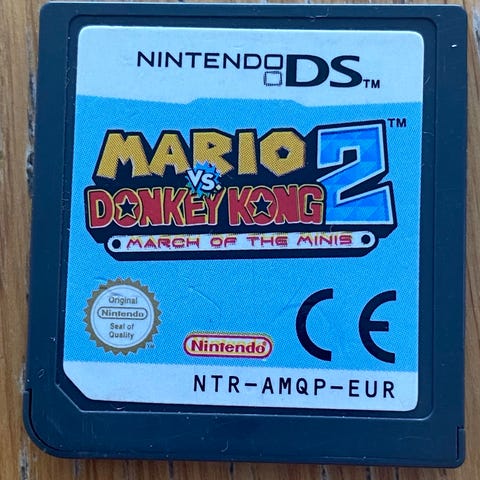 NINTENDO DS™
MARIO
VS.
DONKEY KONG 2™
MARCH OF THE MINIS
Original
Nintendo
Seal of
Quality
TM
Nintendo
CE
NTR-AMQP-EUR